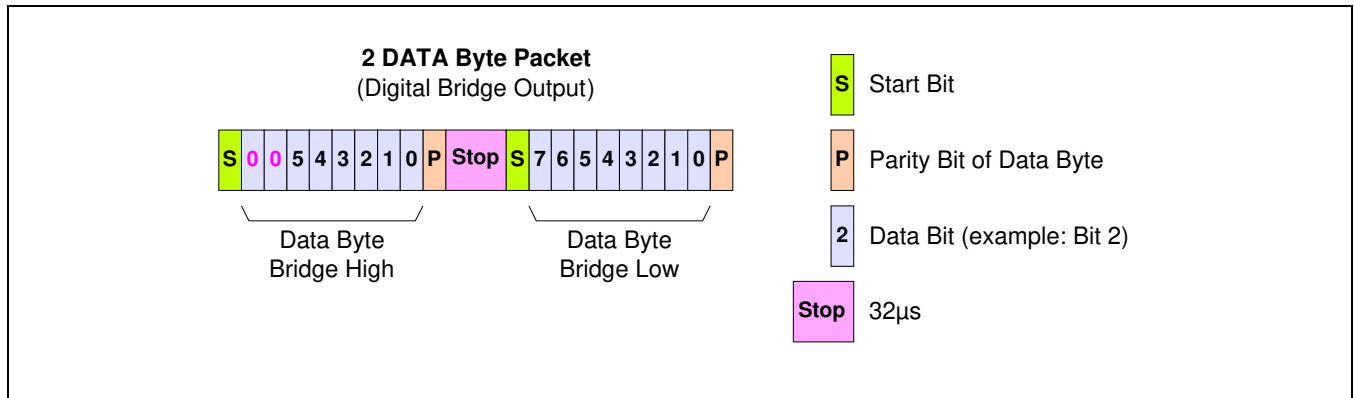 2 DATA Byte Packet
(Digital Bridge Output)
S 0 0 5 4 3 2 1 0 P Stop S 7 6 5 4 3 2 1 0 P
Data Byte
Bridge High
Data Byte
Bridge Low
S Start Bit
P Parity Bit of Data Byte
2 Data Bit (example: Bit 2)
Stop 32µs